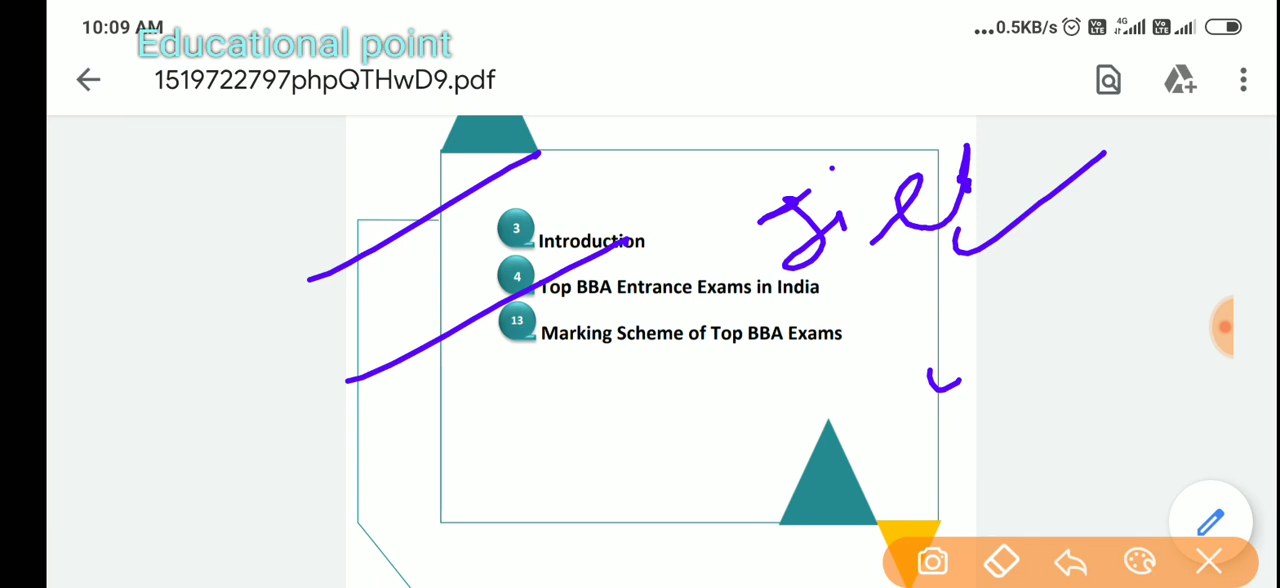 10:09 AM
...0.5KB/s 4G
Educational point
1519722797phpQTHwD9.pdf
3 Introduction
4 Top BBA Entrance Exams in India
13 Marking Scheme of Top BBA Exams